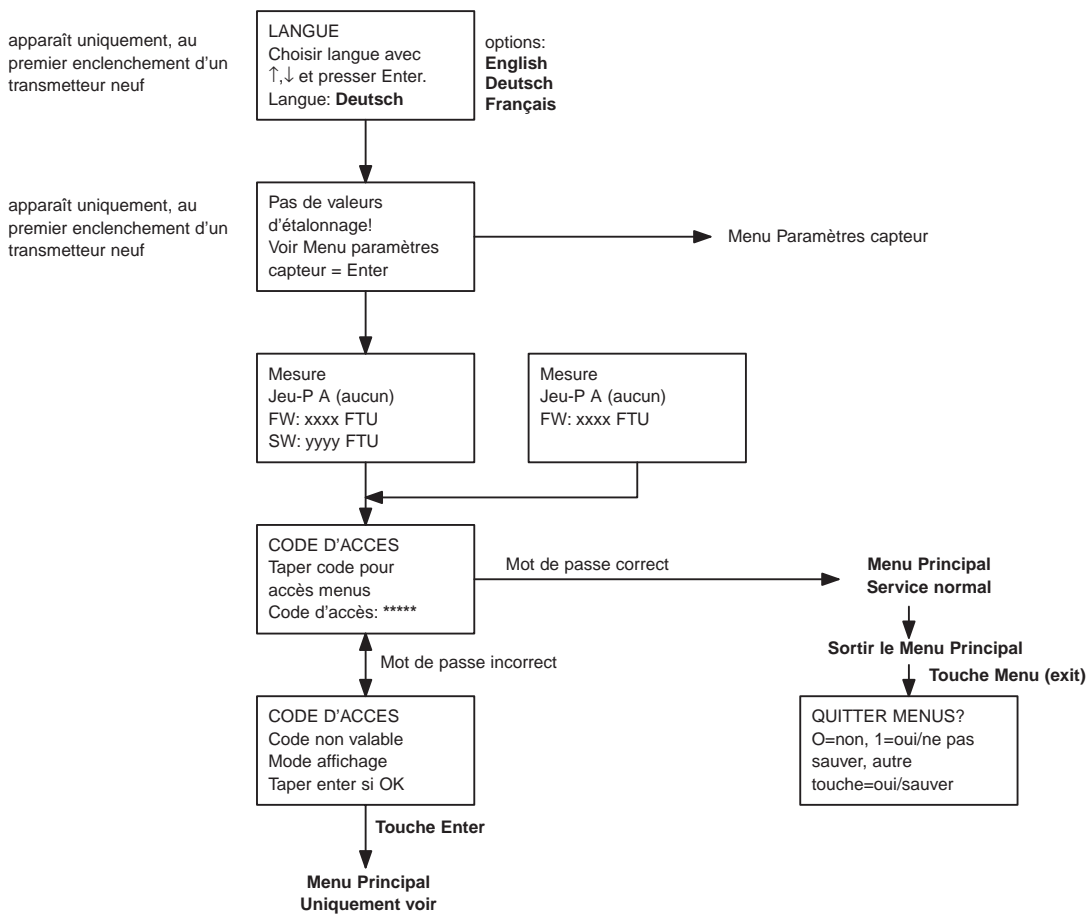 apparaît uniquement, au
premier enclenchement d'un
transmetteur neuf
LANGUE
Choisir langue avec
↑,↓ et presser Enter.
Langue: Deutsch
options:
English
Deutsch
Français
apparaît uniquement, au
premier enclenchement d'un
transmetteur neuf
Pas de valeurs
d'étalonnage!
Voir Menu paramètres
capteur = Enter
Menu Paramètres capteur
Mesure
Jeu-P A (aucun)
FW: xxxx FTU
SW: yyyy FTU
Mesure
Jeu-P A (aucun)
FW: xxxx FTU
CODE D'ACCES
Taper code pour
accès menus
Code d'accès: *****
Mot de passe correct
Menu Principal
Service normal
Sortir le Menu Principal
Touche Menu (exit)
QUITTER MENUS?
O=non, 1=oui/ne pas
sauver, autre
touche=oui/sauver
Mot de passe incorrect
CODE D'ACCES
Code non valable
Mode affichage
Taper enter si OK
Touche Enter
Menu Principal
Uniquement voir